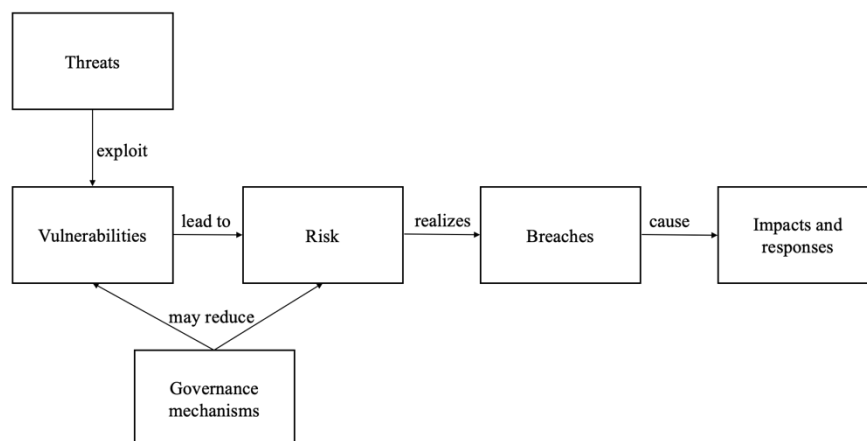 Threats
exploit
Vulnerabilities
lead to
Risk
realizes
Breaches
cause
Impacts and
responses
may reduce
Governance
mechanisms